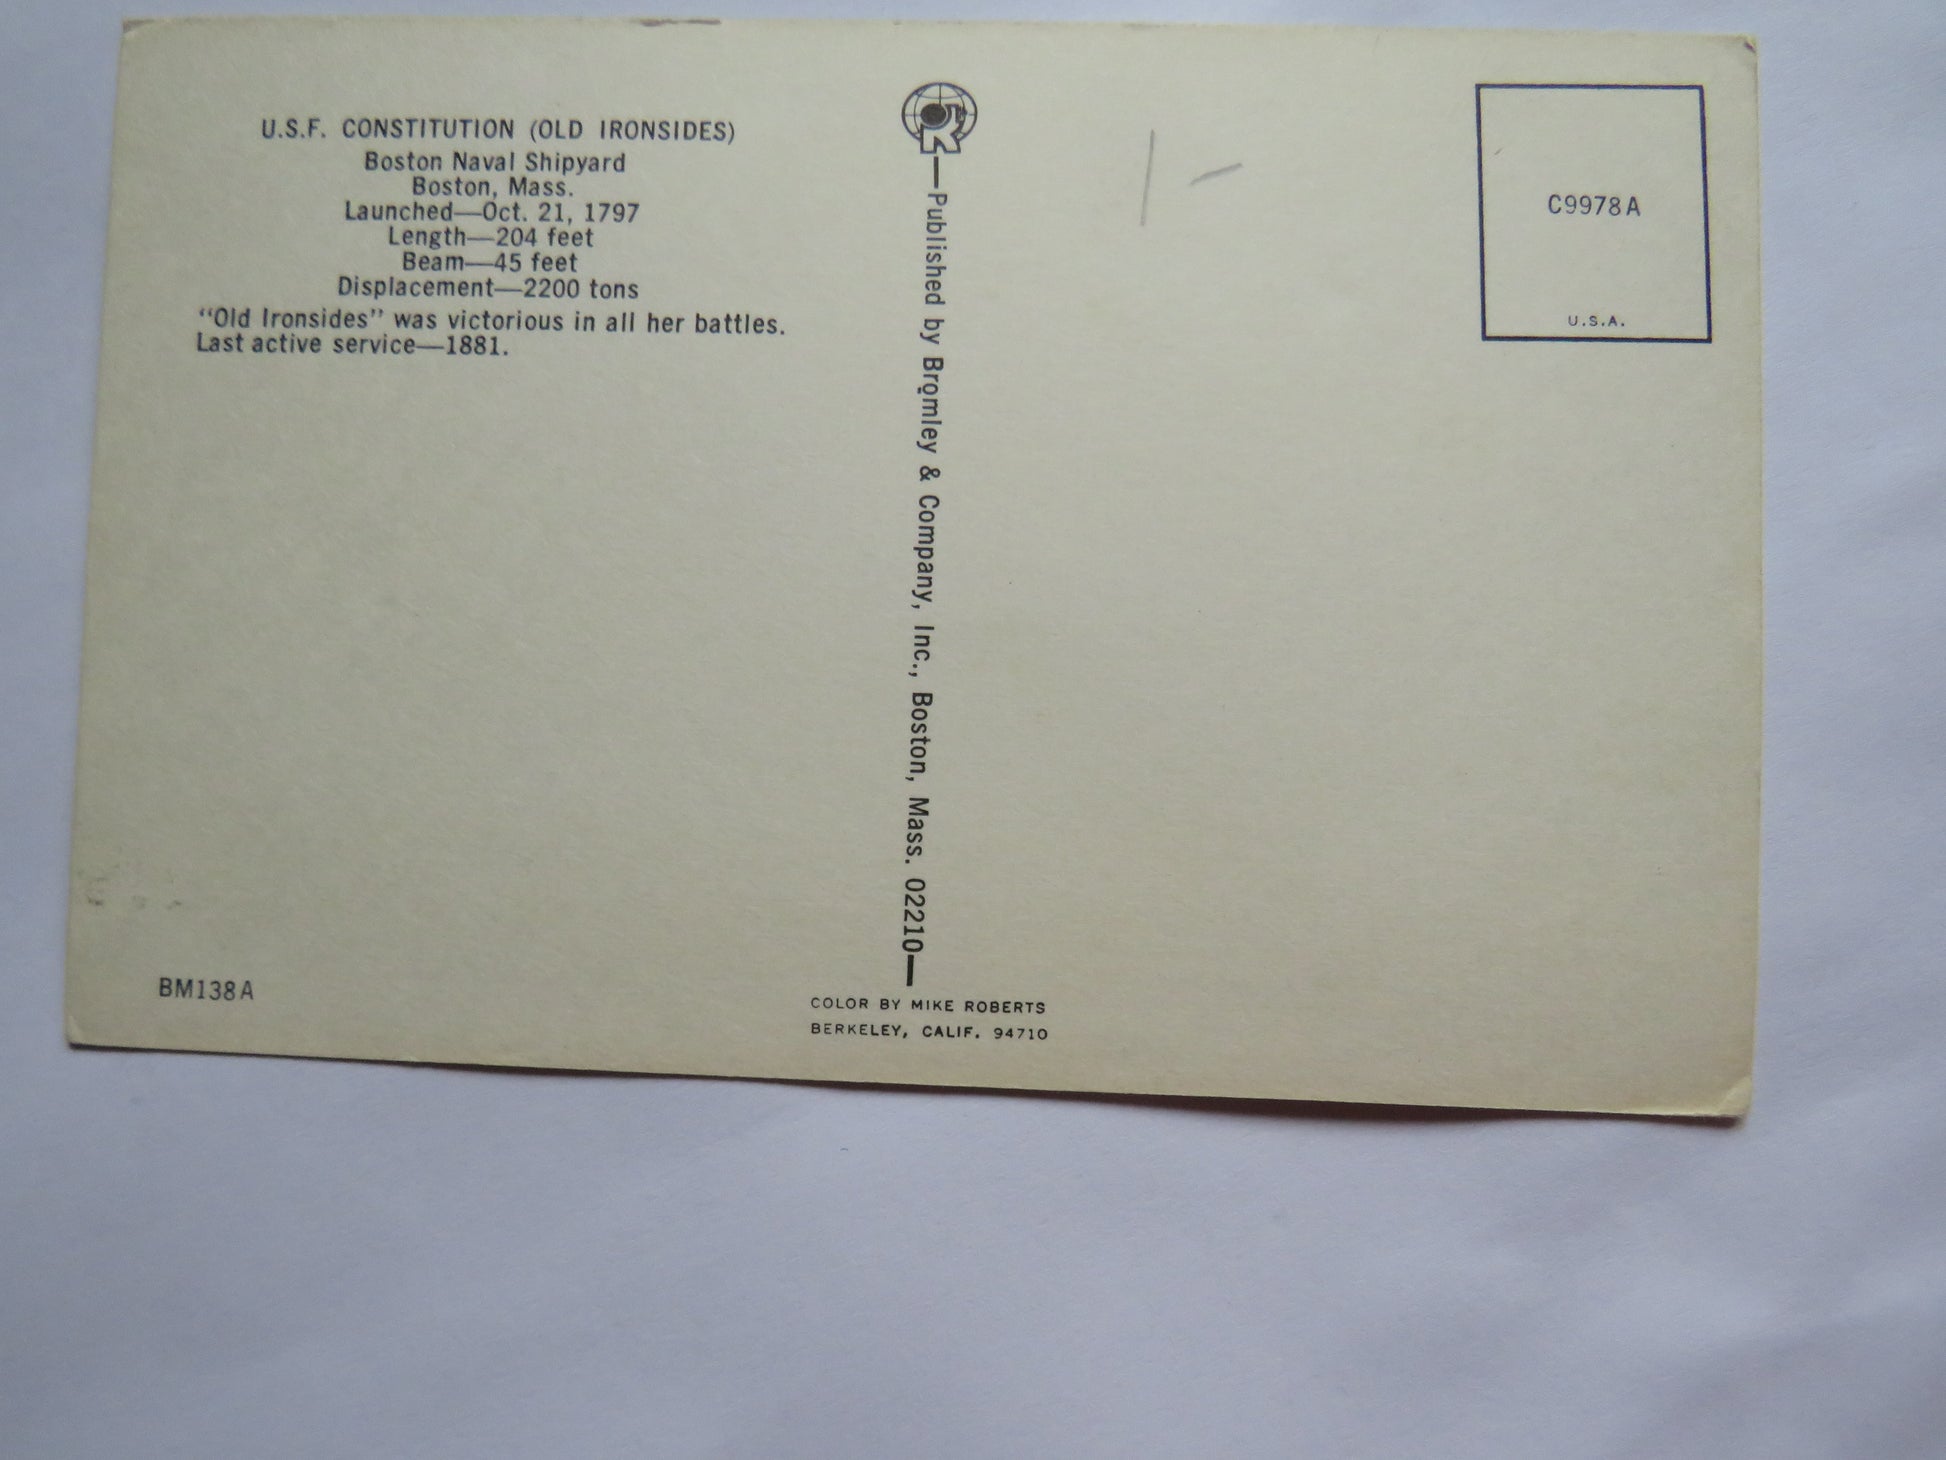 U.S.F. CONSTITUTION (OLD IRONSIDES)
Boston Naval Shipyard
Boston, Mass.
Launched—Oct. 21, 1797
Length—204 feet
Beam—45 feet
Displacement—2200 tons
"Old Ironsides" was victorious in all her battles.
Last active service—1881.
BM138A
Published by Bromley & Company, Inc., Boston, Mass. 02210
COLOR BY MIKE ROBERTS
BERKELEY, CALIF. 94710
1-
C9978A
U.S.A.